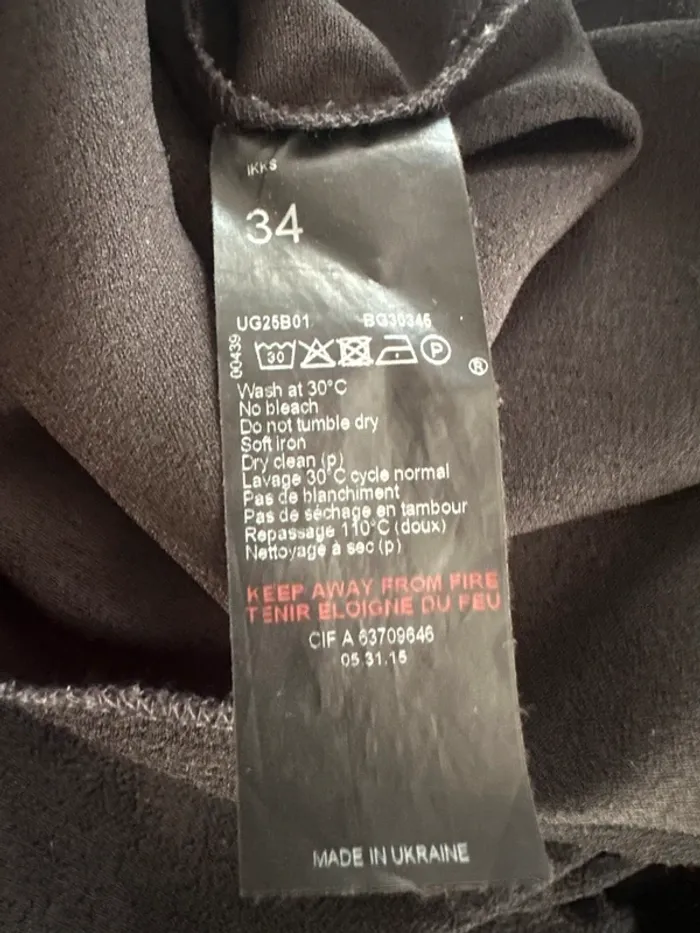 IKKS
34
UG25B01 BG30345
00439
30 P ®
Wash at 30°C
No bleach
Do not tumble dry
Soft iron
Dry clean (p)
Lavage 30°C cycle normal
Pas de blanchiment
Pas de séchage en tambour
Repassage 110°C (doux)
Nettoyage à sec (p)
KEEP AWAY FROM FIRE
TENIR ELOIGNE DU FEU
CIF A 63709646
05.31.15
MADE IN UKRAINE